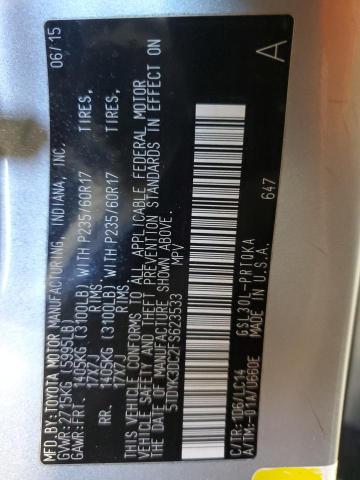 MFD.BY: TOYOTA MOTOR MANUFACTURING, INDIANA, INC. 06/15
GVWR: 2715KG (5995LB)
GAWR: FRT. 1405KG (3100LB) WITH P235/60R17 TIRES,
17X7J RIMS.
RR. 1405KG (3100LB) WITH P235/60R17 TIRES,
17X7J RIMS.
THIS VEHICLE CONFORMS TO ALL APPLICABLE FEDERAL MOTOR
VEHICLE SAFETY AND THEFT PREVENTION STANDARDS IN EFFECT ON
THE DATE OF MANUFACTURE SHOWN ABOVE.
5TDYK3DC2FS623533 MPV
A
647
C/TR: 1D6/LC14 GSL30L-PRTQKA
A/TM: -01A/U660E MADE IN U.S.A.